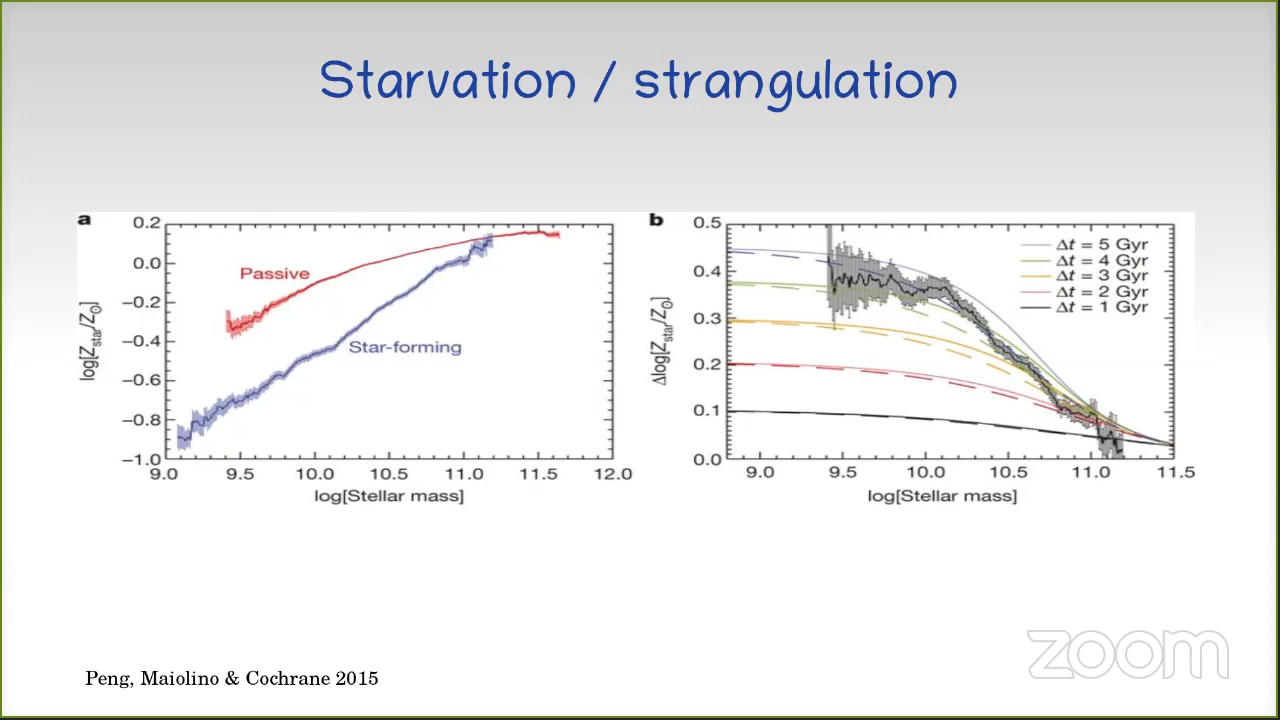 Starvation / strangulation
a
0.2
0.0
−0.2
−0.4
−0.6
−0.8
−1.0
log[Zstar/Z⊙]
Passive
Star-forming
9.0 9.5 10.0 10.5 11.0 11.5 12.0
log[Stellar mass]
b
0.5
0.4
0.3
0.2
0.1
0.0
Δlog[Zstar/Z⊙]
Δt = 5 Gyr
Δt = 4 Gyr
Δt = 3 Gyr
Δt = 2 Gyr
Δt = 1 Gyr
9.0 9.5 10.0 10.5 11.0 11.5
log[Stellar mass]
Peng, Maiolino & Cochrane 2015
zoom